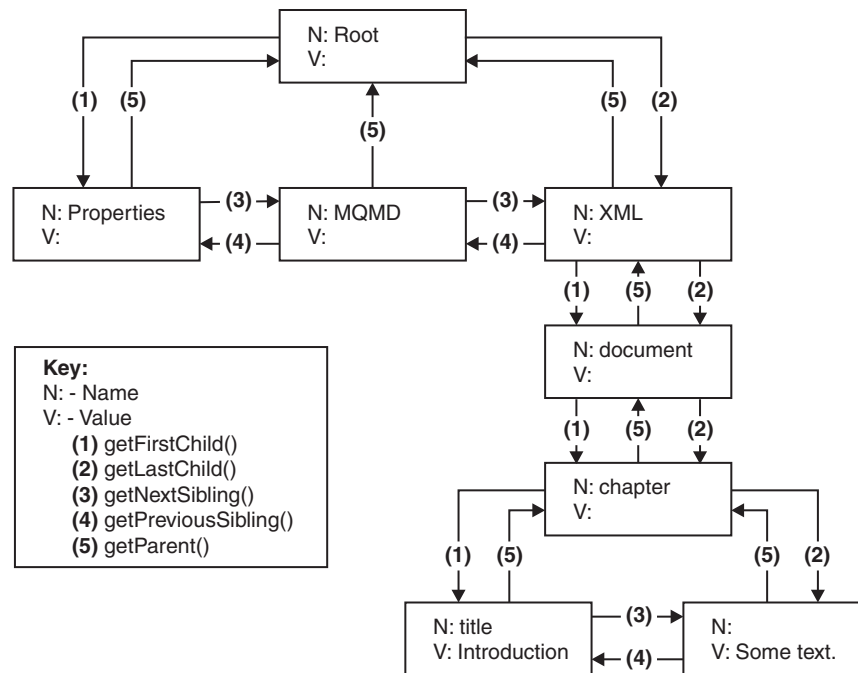 N: Root
V:
(1)
(5)
(5)
(5)
(2)
N: Properties
V:
(3)
(4)
N: MQMD
V:
(3)
(4)
N: XML
V:
(1)
(5)
(2)
N: document
V:
(1)
(5)
(2)
Key:
N: - Name
V: - Value
(1) getFirstChild()
(2) getLastChild()
(3) getNextSibling()
(4) getPreviousSibling()
(5) getParent()
N: chapter
V:
(1)
(5)
(5)
(2)
N: title
V: Introduction
(3)
(4)
N:
V: Some text.